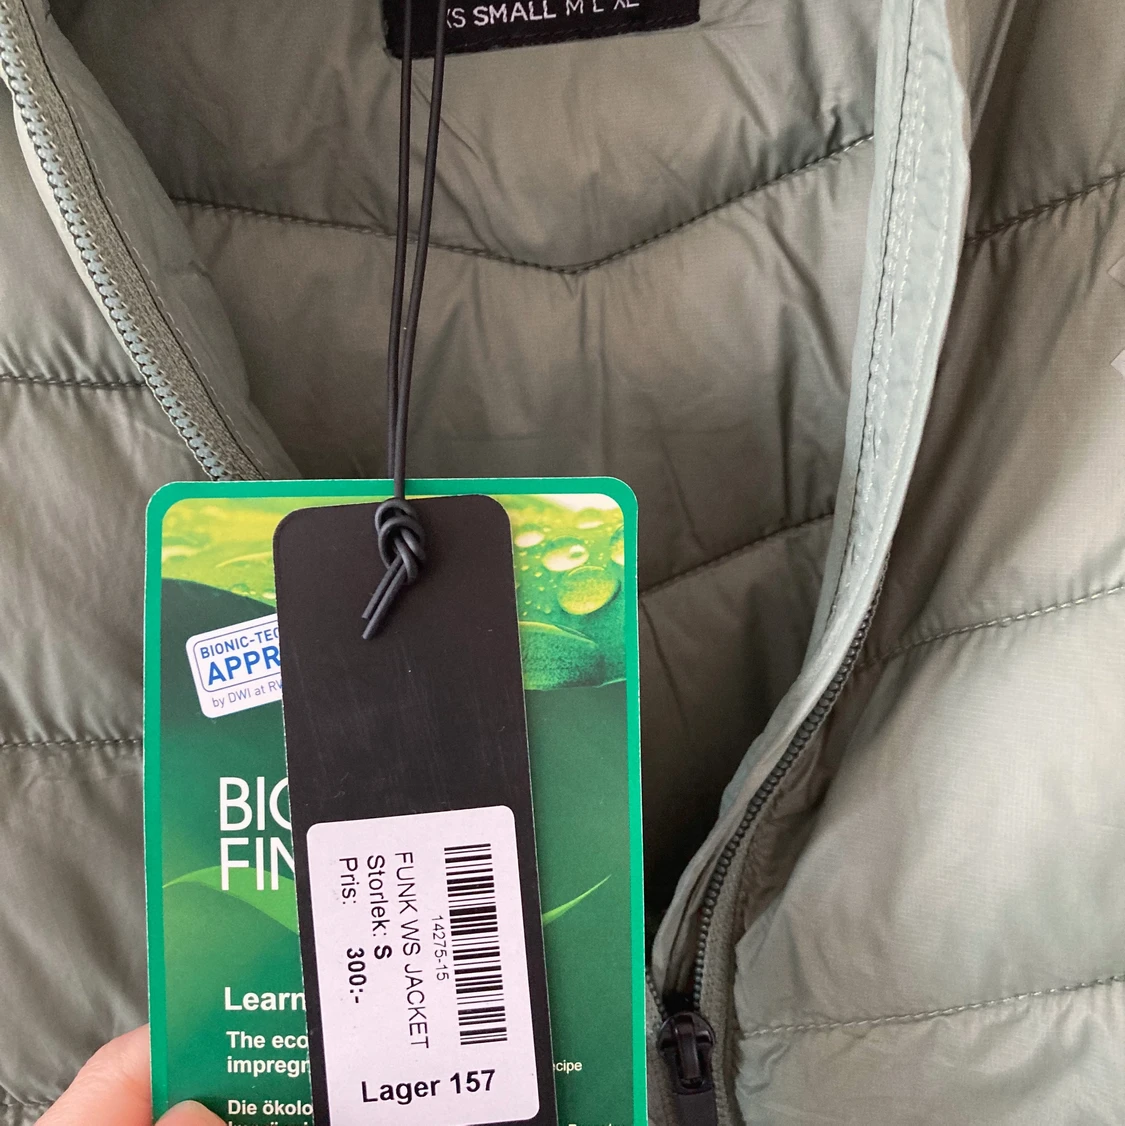 XS SMALL M L XL
BIONIC-TEC
APPR
by DWI at RW
BIO
FIN
Learn
The eco
impregn
ecipe
Die ökolo
14275-15
FUNK WS JACKET
Storlek: S
Pris: 300:-
Lager 157